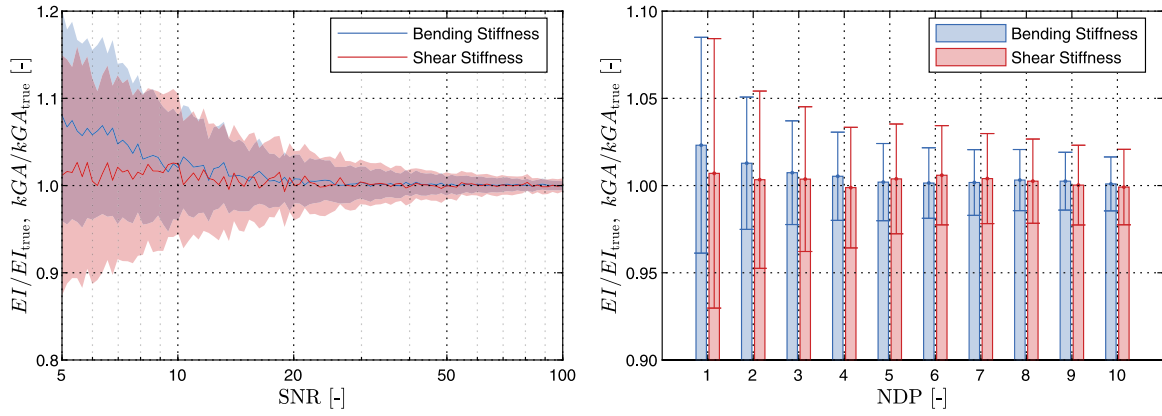 1.2
1.1
1.0
0.9
0.8
EI/EI_true, kGA/kGA_true [-]
Bending Stiffness
Shear Stiffness
5 10 20 50 100
SNR [-]
1.10
1.05
1.00
0.95
0.90
EI/EI_true, kGA/kGA_true [-]
Bending Stiffness
Shear Stiffness
1 2 3 4 5 6 7 8 9 10
NDP [-]